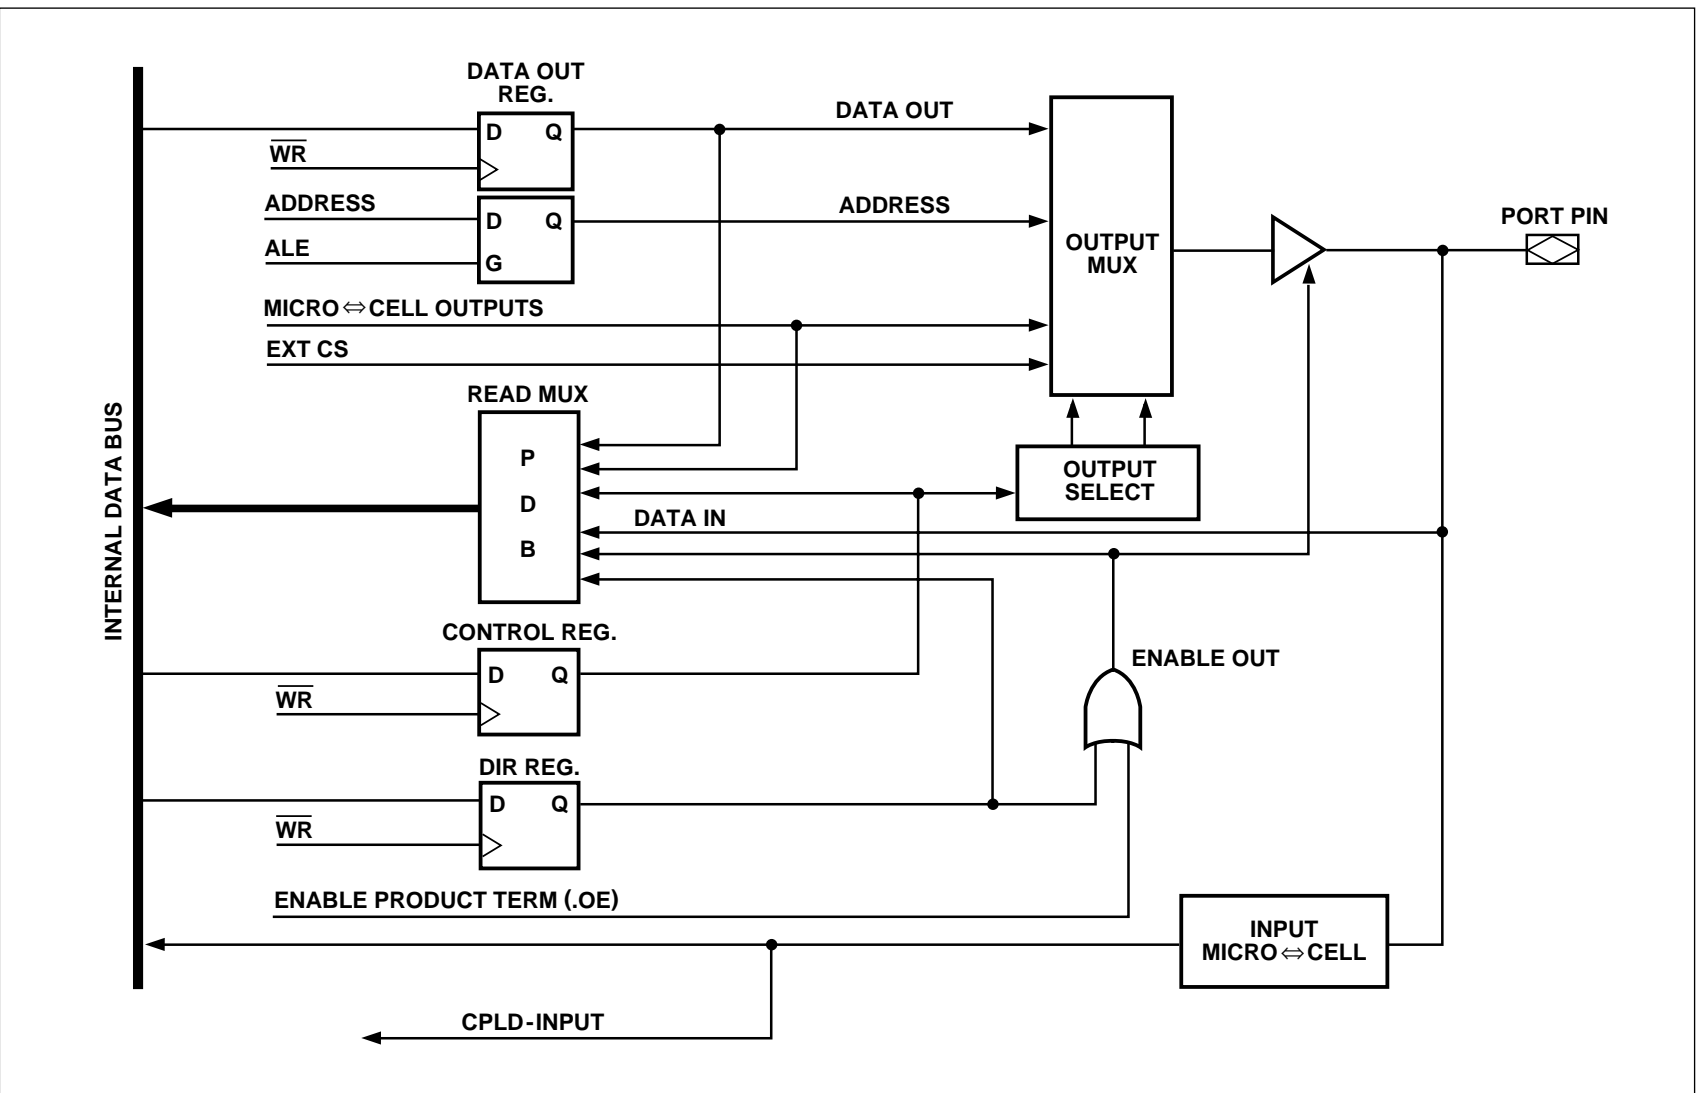 DATA OUT
REG.
D Q
WR
DATA OUT
ADDRESS
D Q
ADDRESS
ALE
G
OUTPUT
MUX
PORT PIN
MICRO⇔CELL OUTPUTS
EXT CS
READ MUX
P
D
B
OUTPUT
SELECT
DATA IN
INTERNAL DATA BUS
CONTROL REG.
D Q
WR
ENABLE OUT
DIR REG.
D Q
WR
ENABLE PRODUCT TERM (.OE)
INPUT
MICRO⇔CELL
CPLD-INPUT